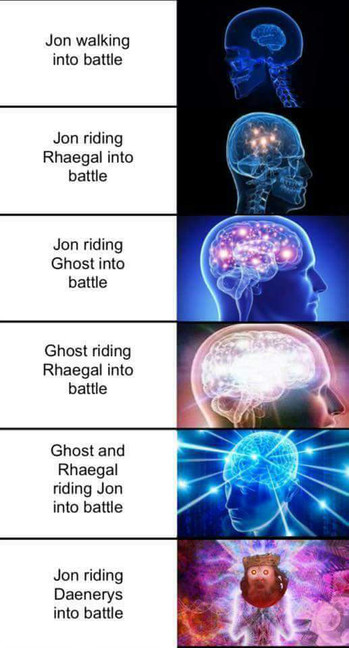 Jon walking
into battle
Jon riding
Rhaegal into
battle
Jon riding
Ghost into
battle
Ghost riding
Rhaegal into
battle
Ghost and
Rhaegal
riding Jon
into battle
Jon riding
Daenerys
into battle